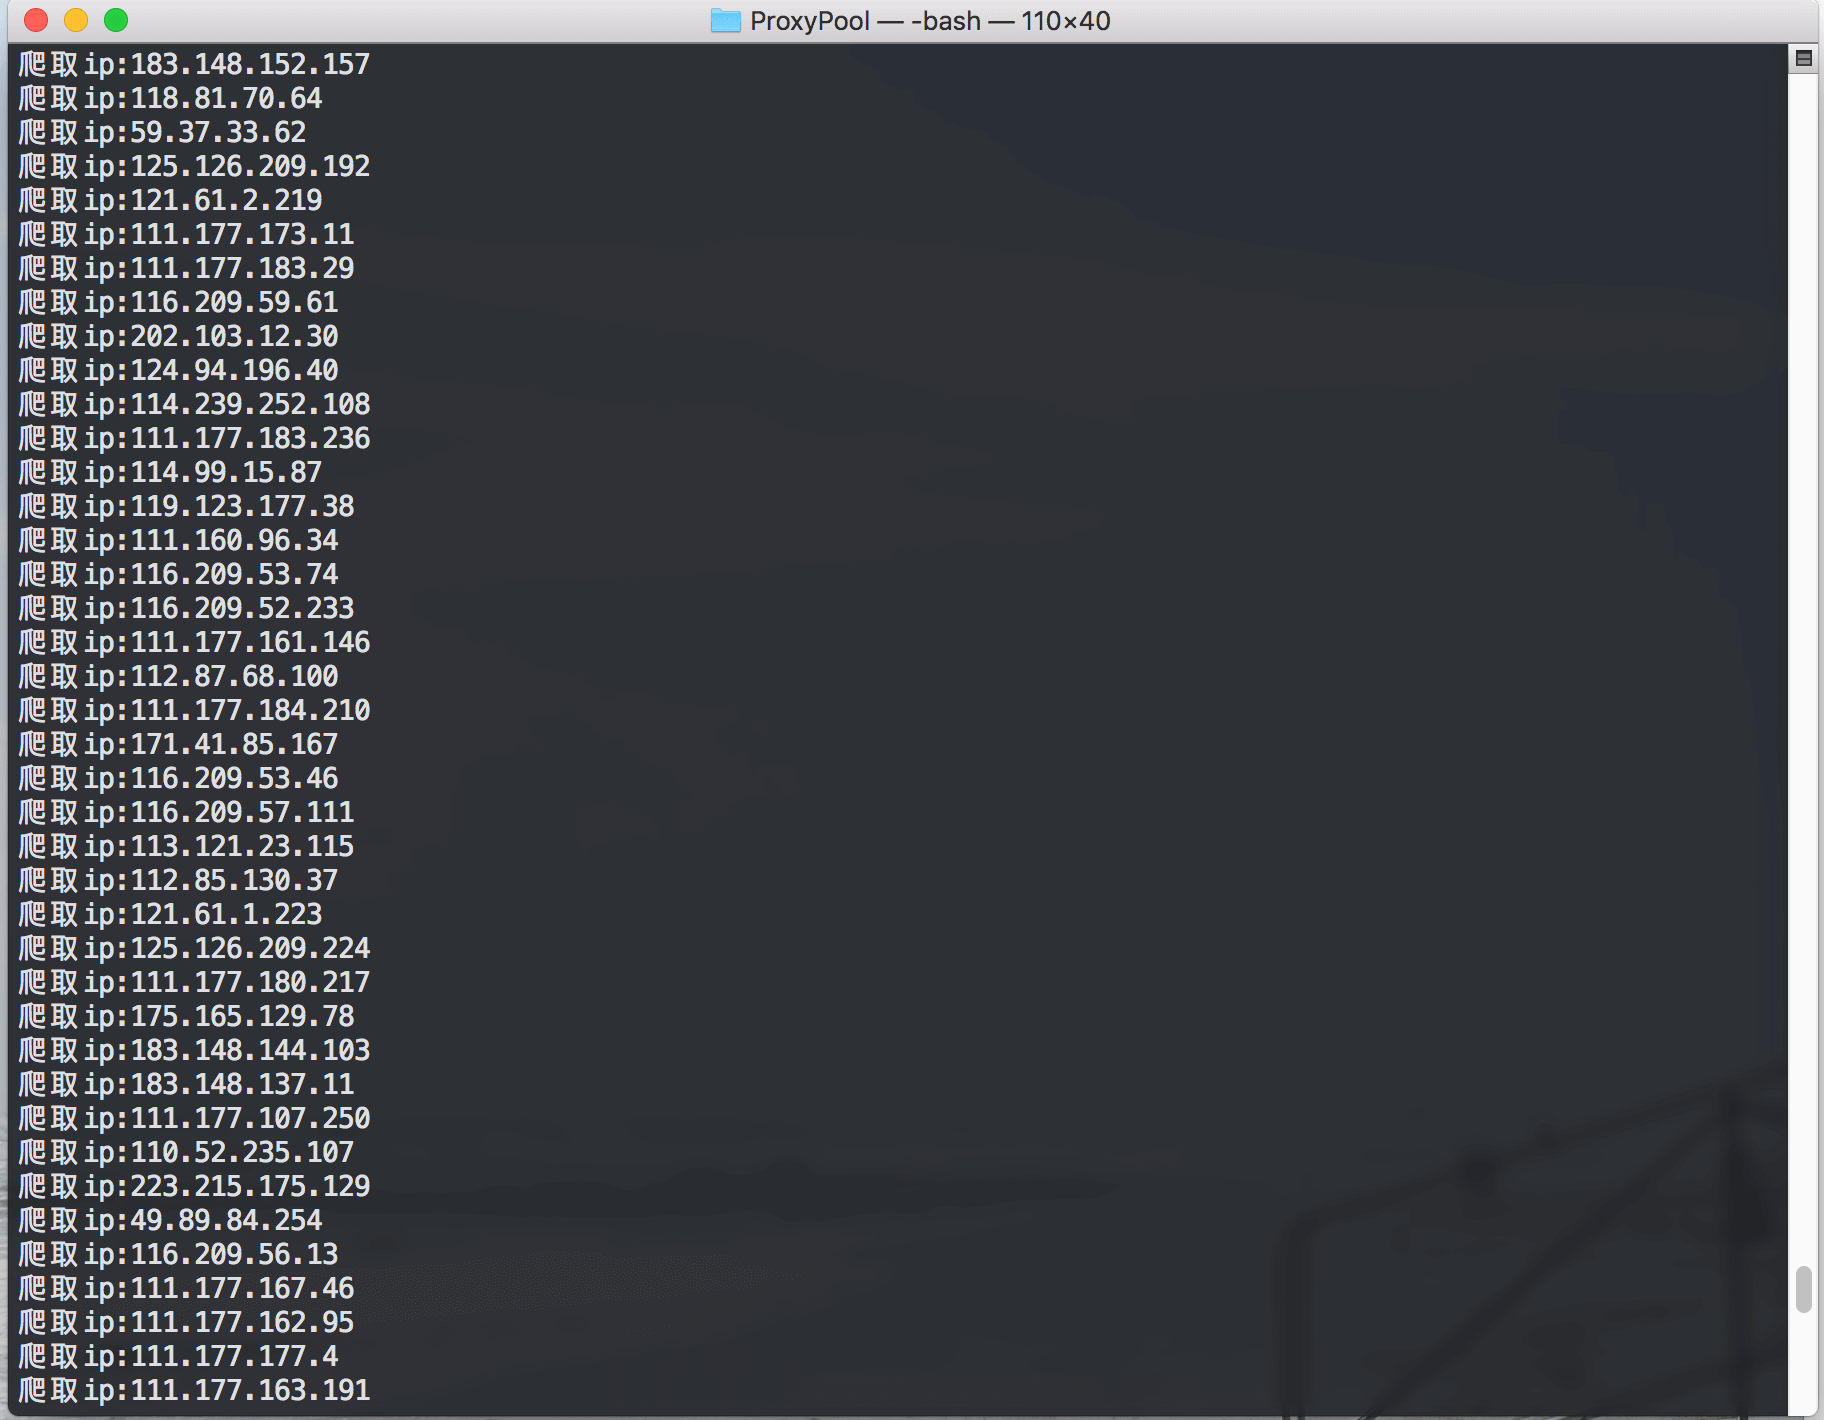 ProxyPool — -bash — 110×40
爬取ip:183.148.152.157
爬取ip:118.81.70.64
爬取ip:59.37.33.62
爬取ip:125.126.209.192
爬取ip:121.61.2.219
爬取ip:111.177.173.11
爬取ip:111.177.183.29
爬取ip:116.209.59.61
爬取ip:202.103.12.30
爬取ip:124.94.196.40
爬取ip:114.239.252.108
爬取ip:111.177.183.236
爬取ip:114.99.15.87
爬取ip:119.123.177.38
爬取ip:111.160.96.34
爬取ip:116.209.53.74
爬取ip:116.209.52.233
爬取ip:111.177.161.146
爬取ip:112.87.68.100
爬取ip:111.177.184.210
爬取ip:171.41.85.167
爬取ip:116.209.53.46
爬取ip:116.209.57.111
爬取ip:113.121.23.115
爬取ip:112.85.130.37
爬取ip:121.61.1.223
爬取ip:125.126.209.224
爬取ip:111.177.180.217
爬取ip:175.165.129.78
爬取ip:183.148.144.103
爬取ip:183.148.137.11
爬取ip:111.177.107.250
爬取ip:110.52.235.107
爬取ip:223.215.175.129
爬取ip:49.89.84.254
爬取ip:116.209.56.13
爬取ip:111.177.167.46
爬取ip:111.177.162.95
爬取ip:111.177.177.4
爬取ip:111.177.163.191